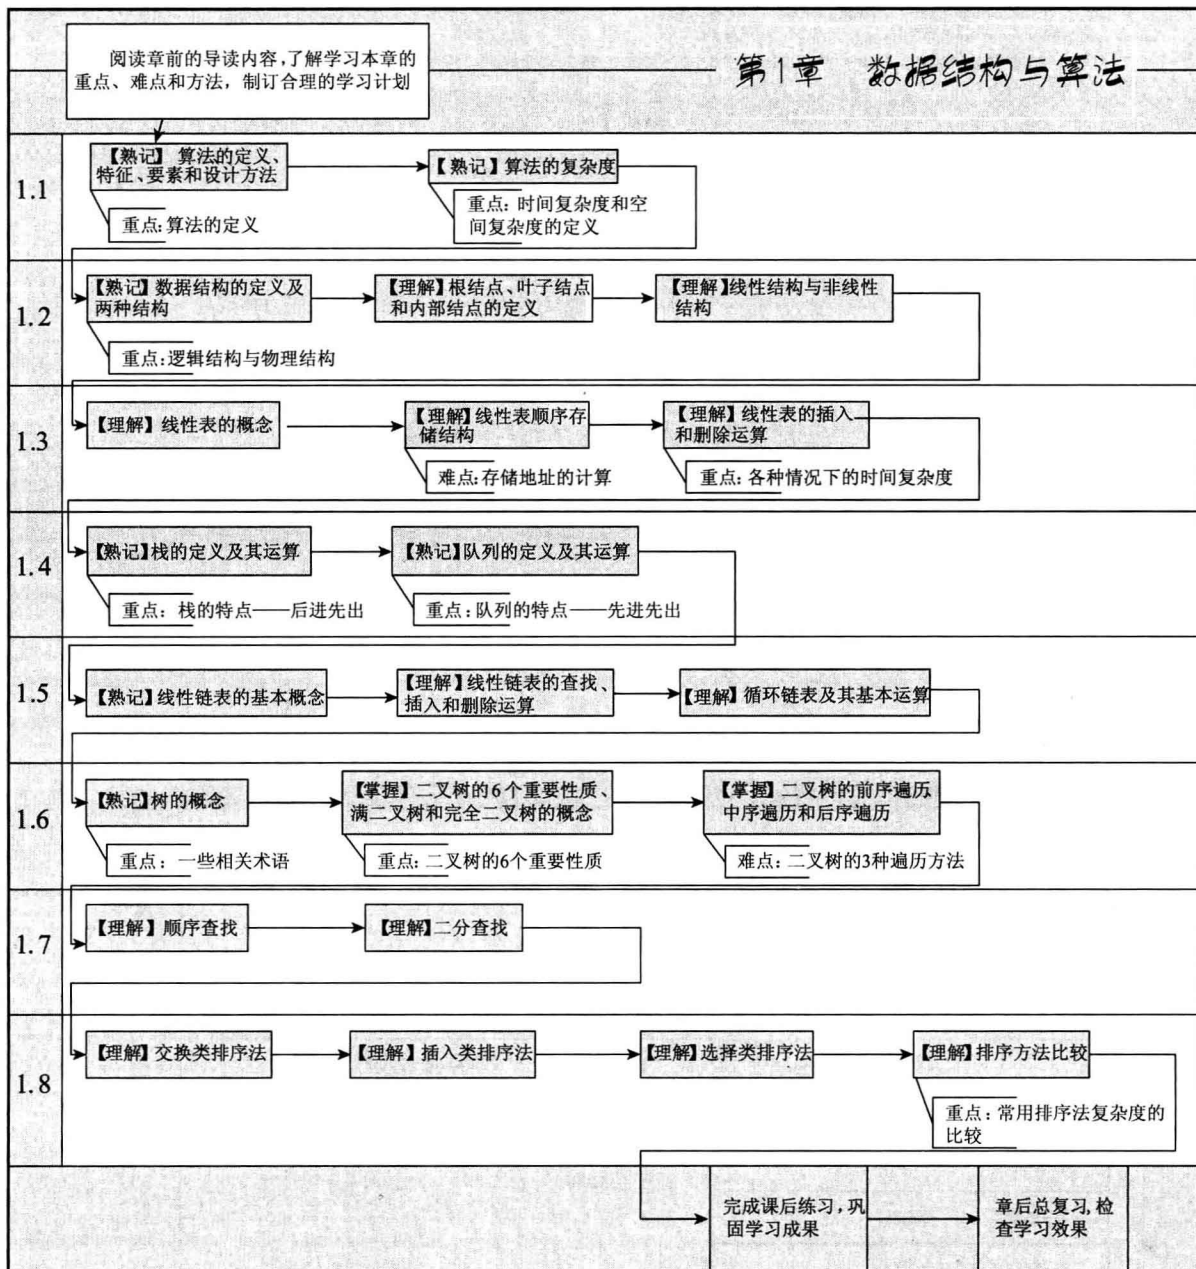 阅读章前的导读内容,了解学习本章的
重点、难点和方法，制订合理的学习计划
第1章 数据结构与算法
1.1
【熟记】 算法的定义、
特征、要素和设计方法
重点:算法的定义
【熟记】算法的复杂度
重点: 时间复杂度和空
间复杂度的定义
1.2
【熟记】数据结构的定义及
两种结构
重点:逻辑结构与物理结构
【理解】根结点、叶子结点
和内部结点的定义
【理解】线性结构与非线性
结构
1.3
【理解】线性表的概念
【理解】线性表顺序存
储结构
难点:存储地址的计算
【理解】线性表的插入
和删除运算
重点: 各种情况下的时间复杂度
1.4
【熟记】栈的定义及其运算
重点: 栈的特点——后进先出
【熟记】队列的定义及其运算
重点:队列的特点——先进先出
1.5
【熟记】线性链表的基本概念
【理解】线性链表的查找、
插入和删除运算
【理解】循环链表及其基本运算
1.6
【熟记】树的概念
重点: 一些相关术语
【掌握】二叉树的6个重要性质、
满二叉树和完全二叉树的概念
重点: 二叉树的6个重要性质
【掌握】二叉树的前序遍历、
中序遍历和后序遍历
难点: 二叉树的3种遍历方法
1.7
【理解】顺序查找
【理解】二分查找
1.8
【理解】交换类排序法
【理解】插入类排序法
【理解】选择类排序法
【理解】排序方法比较
重点: 常用排序法复杂度的
比较
完成课后练习，巩
固学习成果
章后总复习,检
查学习效果